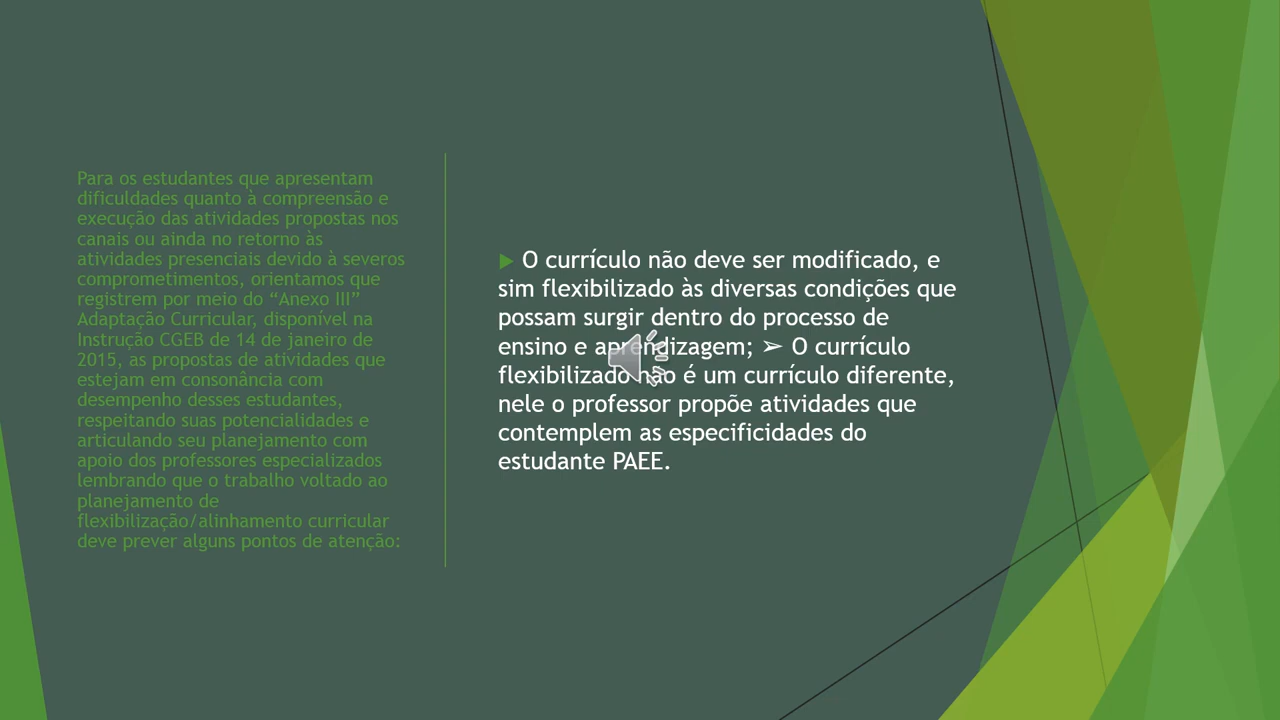 Para os estudantes que apresentam
dificuldades quanto à compreensão e
execução das atividades propostas nos
canais ou ainda no retorno às
atividades presenciais devido à severos
comprometimentos, orientamos que
registrem por meio do “Anexo III”
Adaptação Curricular, disponível na
Instrução CGEB de 14 de janeiro de
2015, as propostas de atividades que
estejam em consonância com
desempenho desses estudantes,
respeitando suas potencialidades e
articulando seu planejamento com
apoio dos professores especializados
lembrando que o trabalho voltado ao
planejamento de
flexibilização/alinhamento curricular
deve prever alguns pontos de atenção:
O currículo não deve ser modificado, e
sim flexibilizado às diversas condições que
possam surgir dentro do processo de
ensino e aprendizagem; ➢ O currículo
flexibilizado não é um currículo diferente,
nele o professor propõe atividades que
contemplem as especificidades do
estudante PAEE.